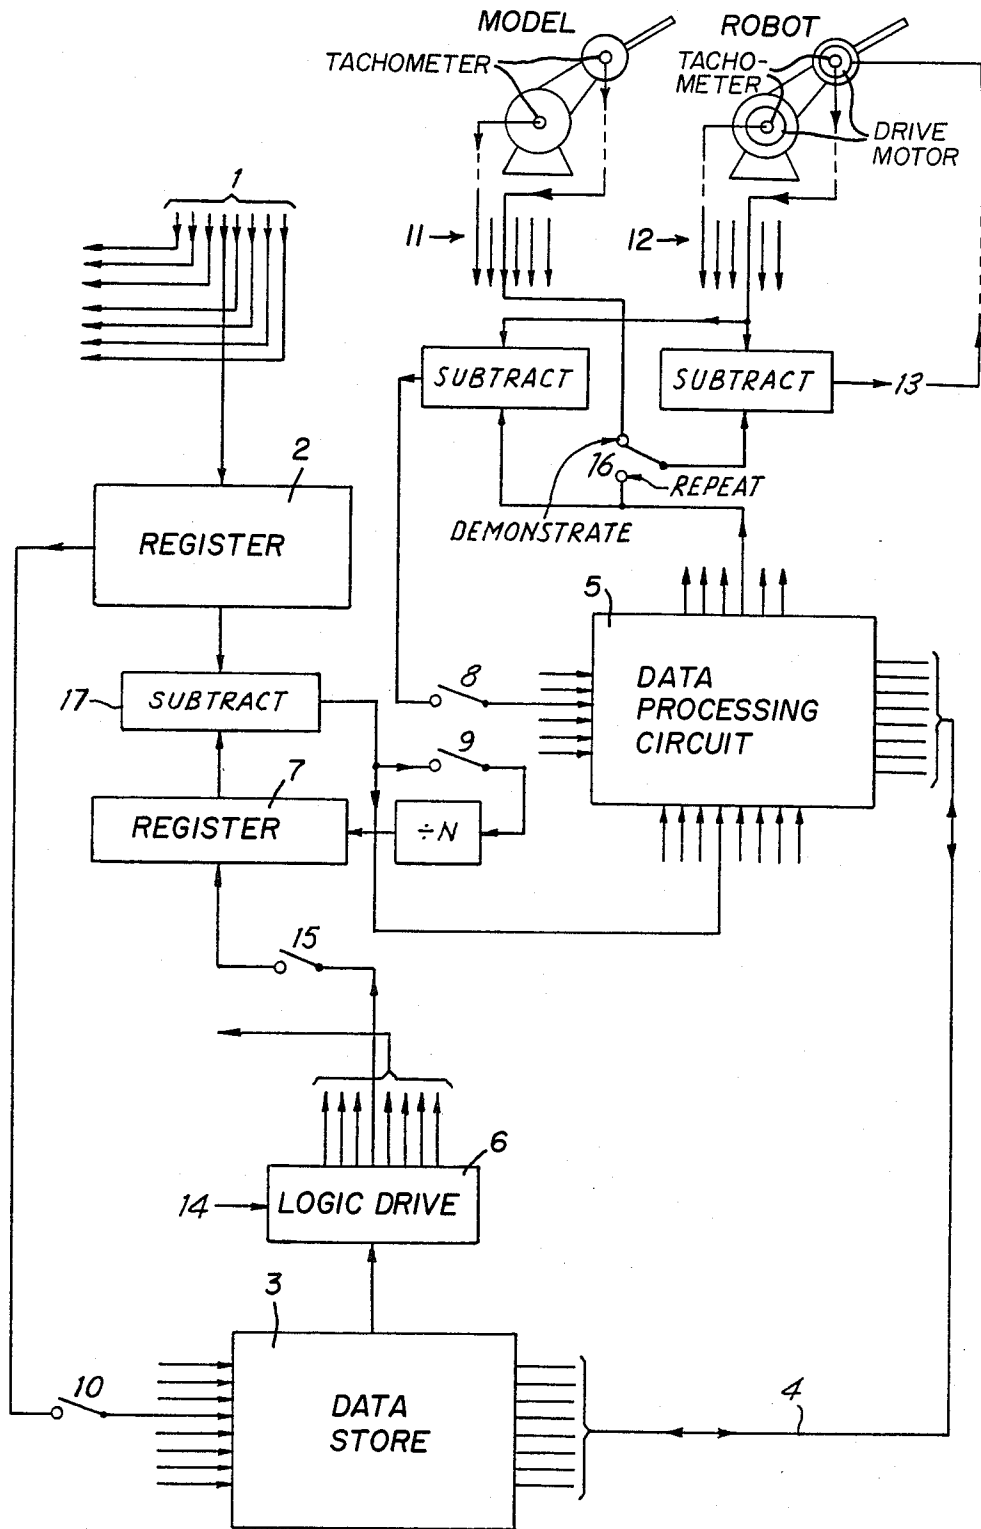 MODEL
ROBOT
TACHOMETER
TACHO-
METER
DRIVE
MOTOR
1
11
12
SUBTRACT
SUBTRACT
13
2
16
REPEAT
DEMONSTRATE
REGISTER
5
17
SUBTRACT
8
DATA
PROCESSING
CIRCUIT
9
7
REGISTER
÷N
15
6
14
LOGIC DRIVE
3
10
DATA
STORE
4